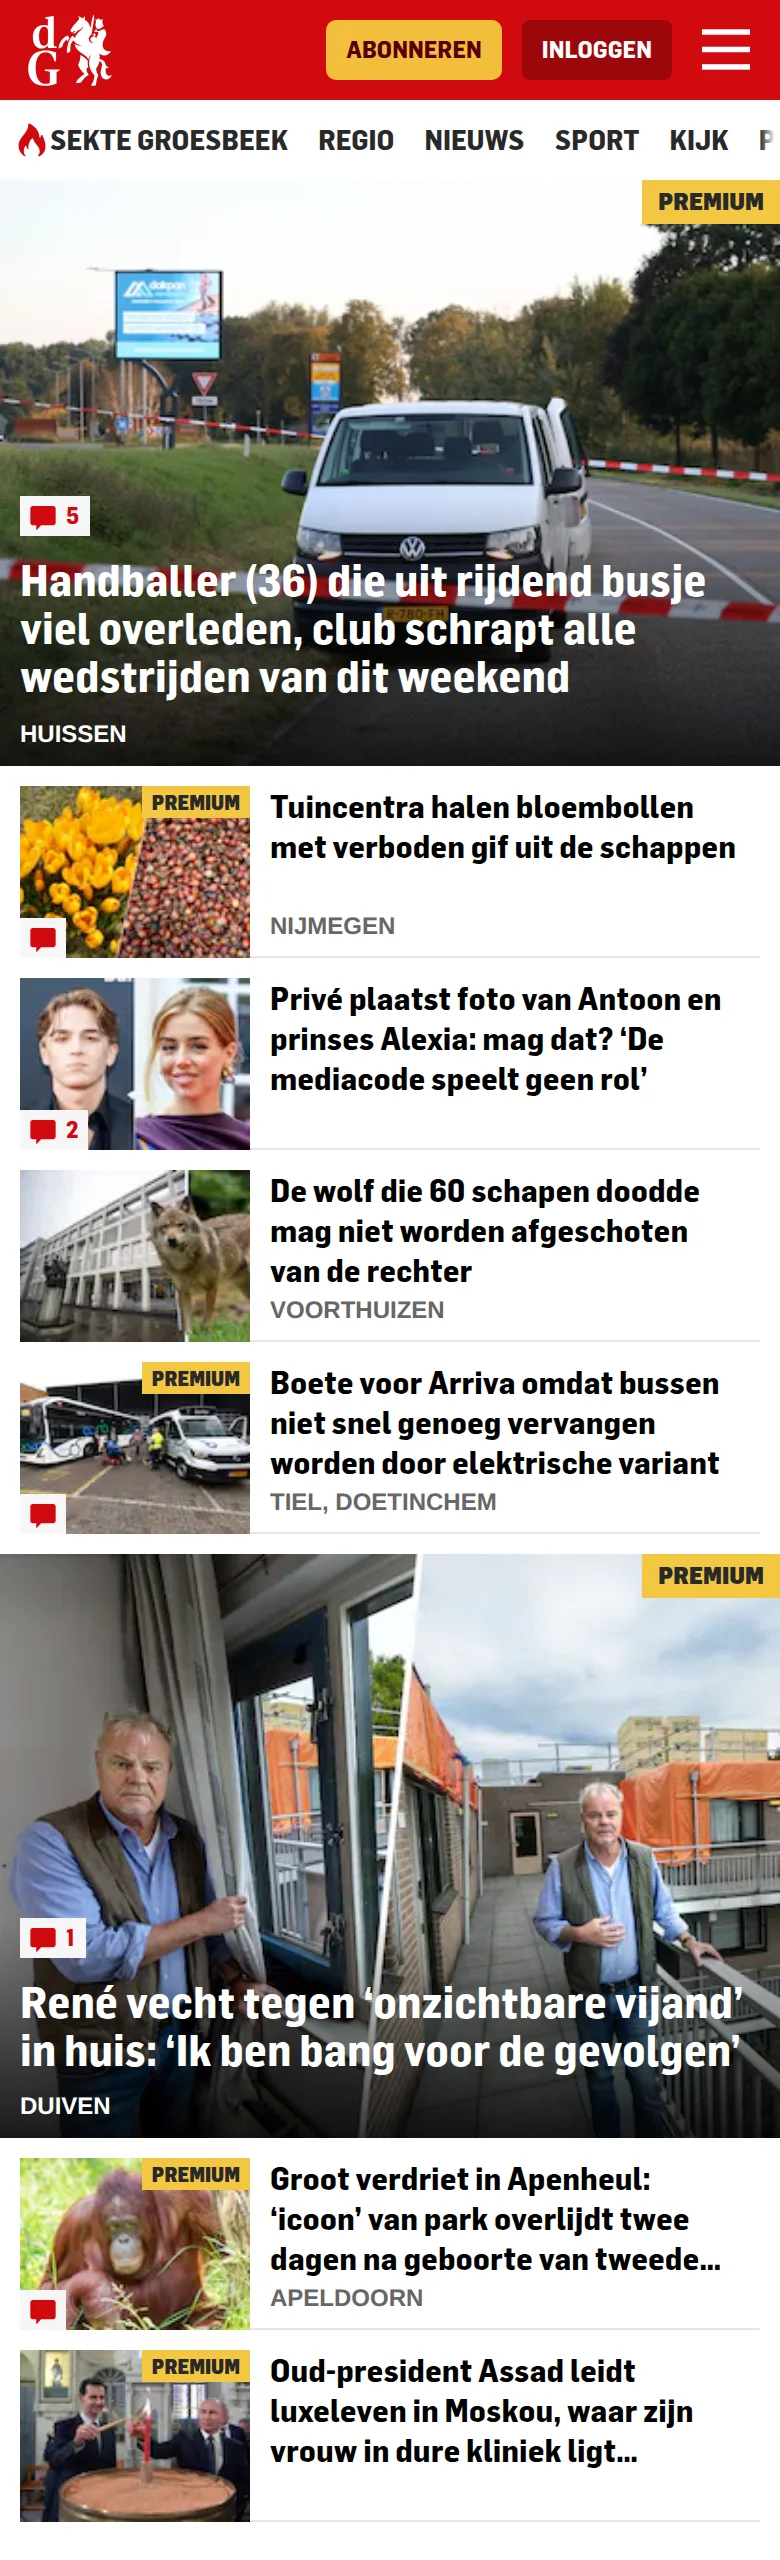 dG
ABONNEREN INLOGGEN
SEKTE GROESBEEK REGIO NIEUWS SPORT KIJK
PREMIUM
dakpan
5
Handballer (36) die uit rijdend busje
viel overleden, club schrapt alle
wedstrijden van dit weekend
HUISSEN
PREMIUM
Tuincentra halen bloembollen
met verboden gif uit de schappen
NIJMEGEN
Privé plaatst foto van Antoon en
prinses Alexia: mag dat? ‘De
mediacode speelt geen rol’
2
De wolf die 60 schapen doodde
mag niet worden afgeschoten
van de rechter
VOORTHUIZEN
PREMIUM
Boete voor Arriva omdat bussen
niet snel genoeg vervangen
worden door elektrische variant
TIEL, DOETINCHEM
PREMIUM
1
René vecht tegen ‘onzichtbare vijand’
in huis: ‘Ik ben bang voor de gevolgen’
DUIVEN
PREMIUM
Groot verdriet in Apenheul:
‘icoon’ van park overlijdt twee
dagen na geboorte van tweede...
APELDOORN
PREMIUM
Oud-president Assad leidt
luxeleven in Moskou, waar zijn
vrouw in dure kliniek ligt...